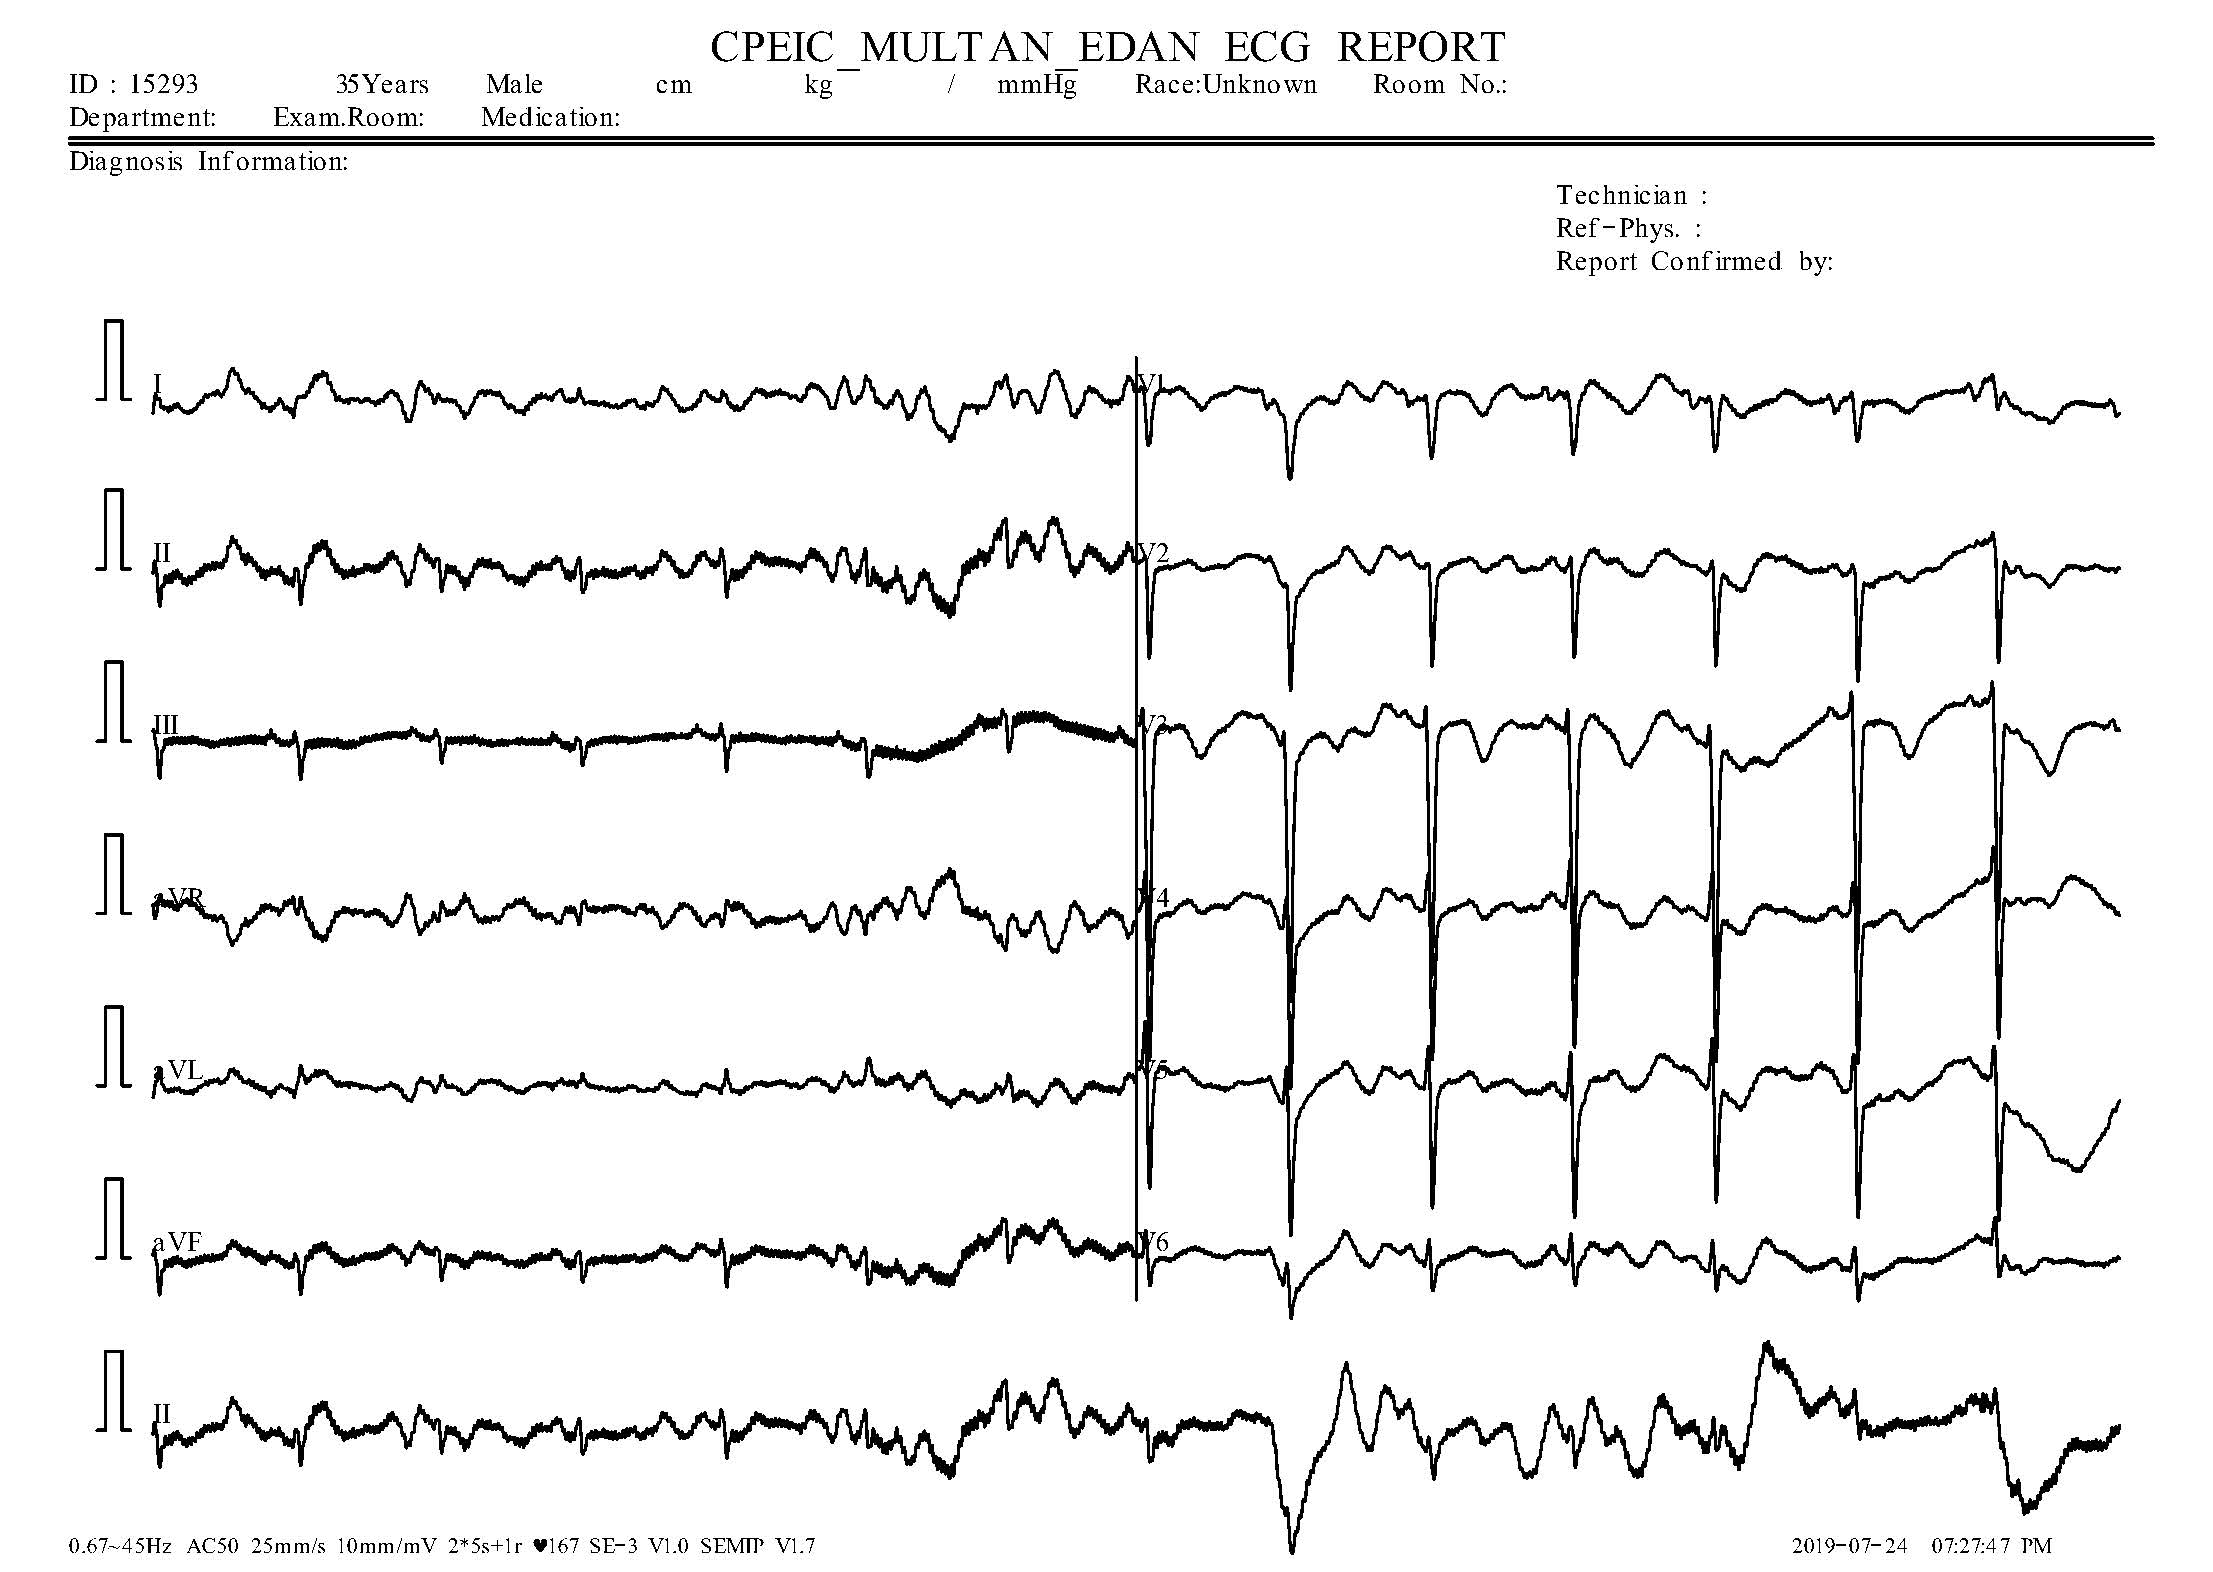 CPEIC_MULTAN_EDAN ECG REPORT
ID : 15293 35Years Male cm kg / mmHg Race:Unknown Room No.:
Department: Exam.Room: Medication:
Diagnosis Information:
Technician :
Ref-Phys. :
Report Confirmed by:
I V1
II V2
III V3
aVR V4
aVL V5
aVF V6
II
0.67~45Hz AC50 25mm/s 10mm/mV 2*5s+1r ♥167 SE-3 V1.0 SEMIP V1.7 2019-07-24 07:27:47 PM